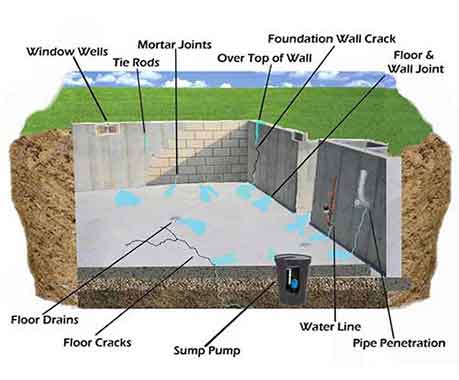 Foundation Wall Crack
Mortar Joints
Window Wells
Over Top of Wall
Floor &
Wall Joint
Tie Rods
Floor Drains
Floor Cracks
Sump Pump
Water Line
Pipe Penetration